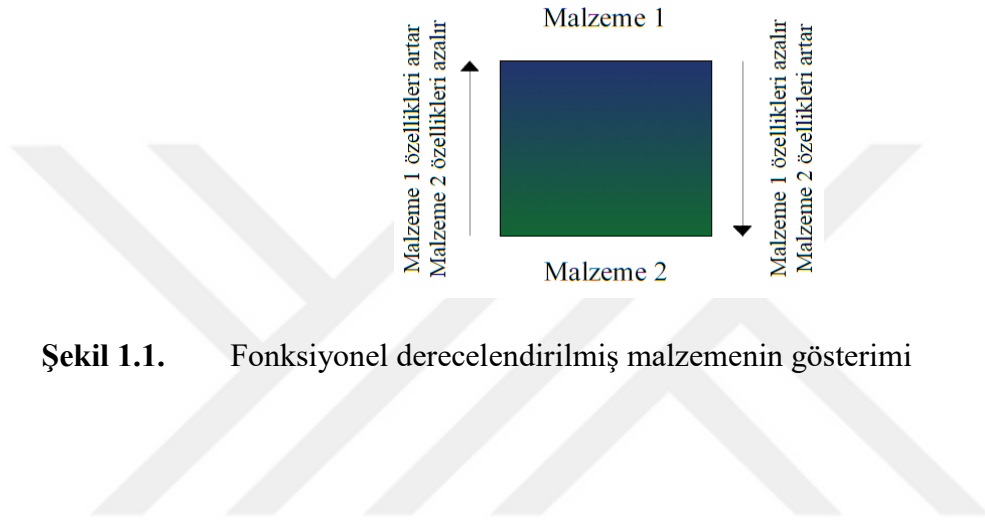 Malzeme 1
Malzeme 1 özellikleri artar
Malzeme 2 özellikleri azalır
Malzeme 1 özellikleri azalır
Malzeme 2 özellikleri artar
Malzeme 2
Şekil 1.1. Fonksiyonel derecelendirilmiş malzemenin gösterimi